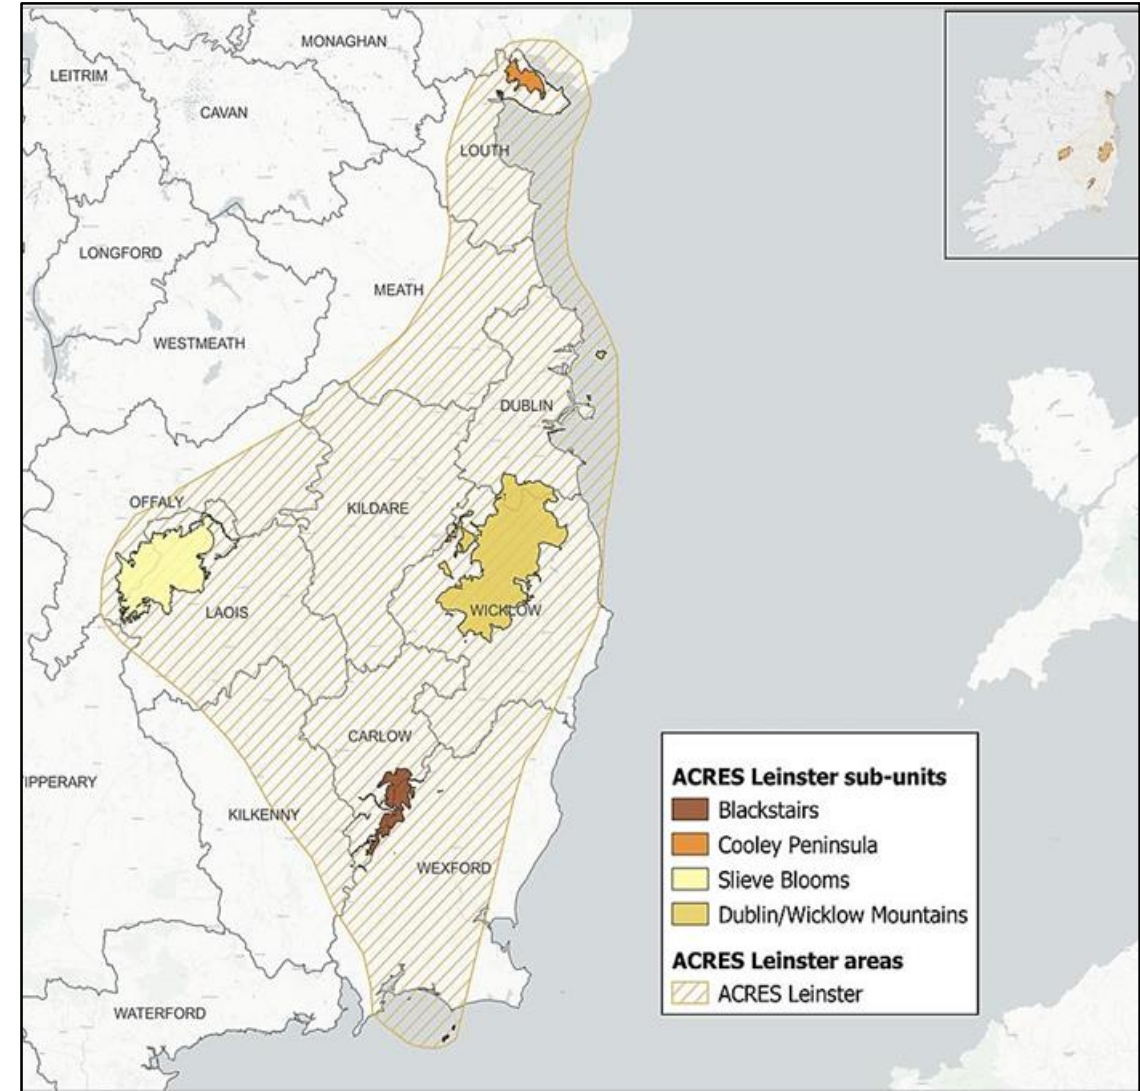 MONAGHAN
LEITRIM
CAVAN
LOUTH
LONGFORD
MEATH
WESTMEATH
DUBLIN
OFFALY
KILDARE
LAOIS
WICKLOW
CARLOW
IPPERARY
KILKENNY
WEXFORD
WATERFORD
ACRES Leinster sub-units
Blackstairs
Cooley Peninsula
Slieve Blooms
Dublin/Wicklow Mountains
ACRES Leinster areas
ACRES Leinster